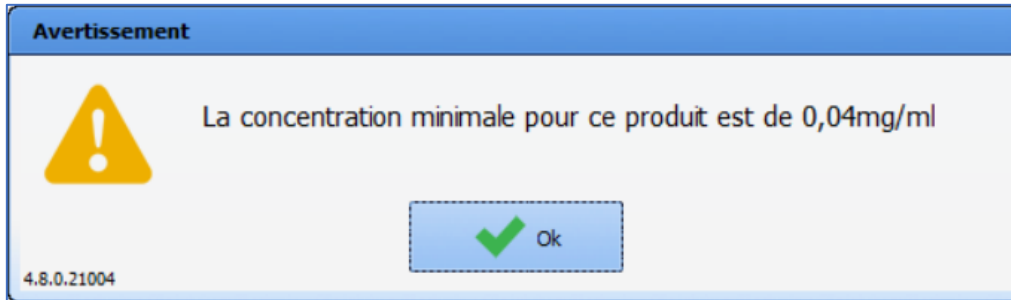 Avertissement
La concentration minimale pour ce produit est de 0,04mg/ml
Ok
4.8.0.21004